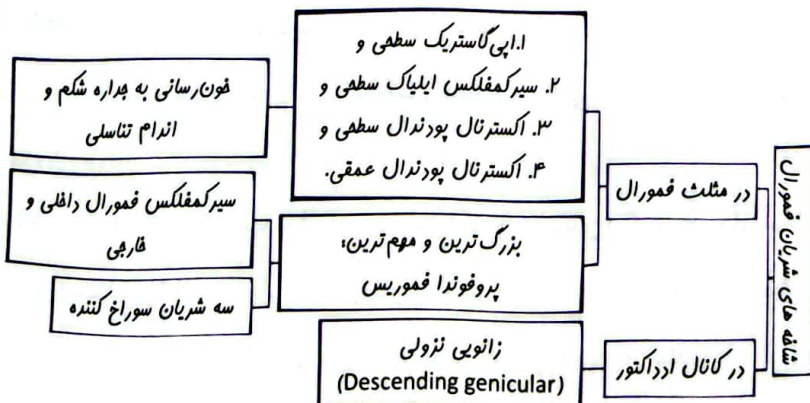 شاخه های شریان فمورال
در مثلث فمورال
۱. اپی‌گاستریک سطحی و
۲. سیرکمفلکس ایلیاک سطحی و
۳. اکسترنال پودندال سطحی و
۴. اکسترنال پودندال عمقی.
خون‌رسانی به جداره شکم و
اندام تناسلی
بزرگ‌ترین و مهم‌ترین:
پروفوندا فموریس
سیرکمفلکس فمورال داخلی و
خارجی
سه شریان سوراخ کننده
در کانال اداکتور
زانویی نزولی
(Descending genicular)